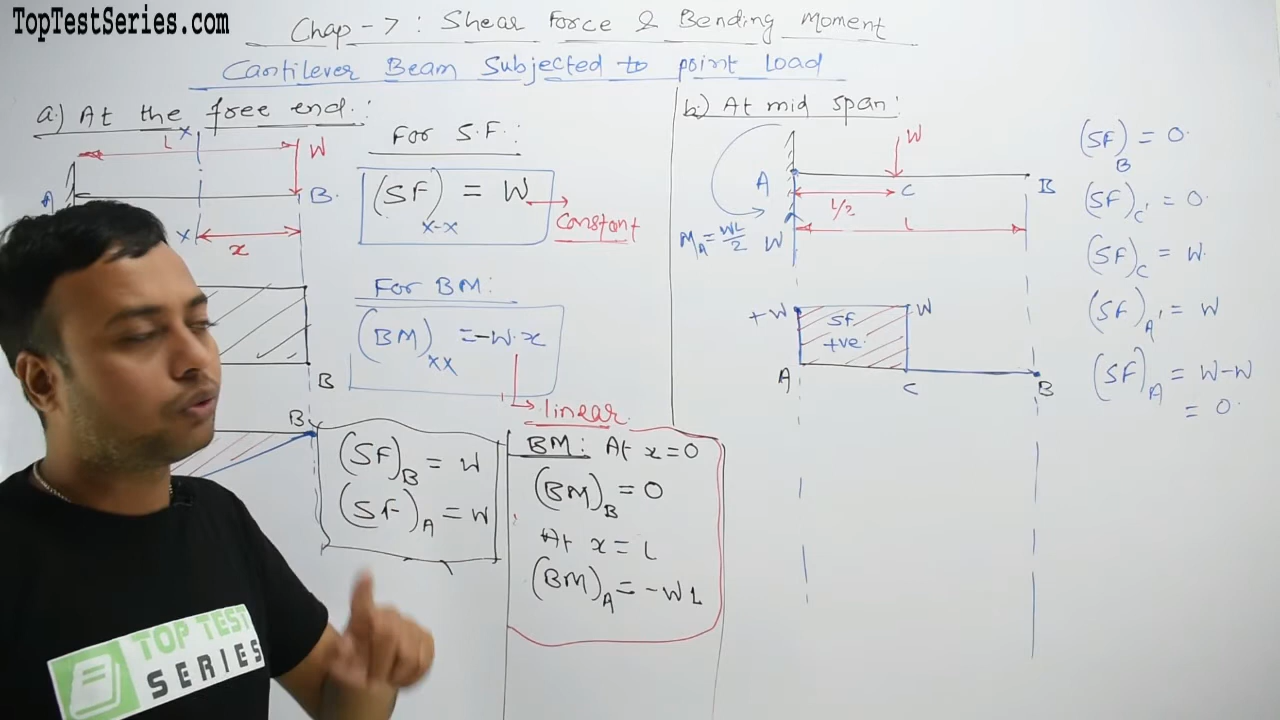 TopTestSeries.com
Chap-7: Shear Force & Bending Moment
Cantilever Beam Subjected to point Load
a.) At the free end:
x
L
W
A
B
x
x
B
B
For S.F.:
(SF)x-x = W
Constant
For BM:
(BM)xx = -W.x
linear
(SF)B = W
(SF)A = W
BM: At x=0
(BM)B = 0
At x = L
(BM)A = -WL
b.) At mid span:
W
A
C
B
L/2
L
MA = WL/2
W
+W
W
SF
+ve
A
C
B
(SF)B = 0
(SF)C' = 0
(SF)C = W
(SF)A' = W
(SF)A = W-W
= 0
TOP TEST
SERIES